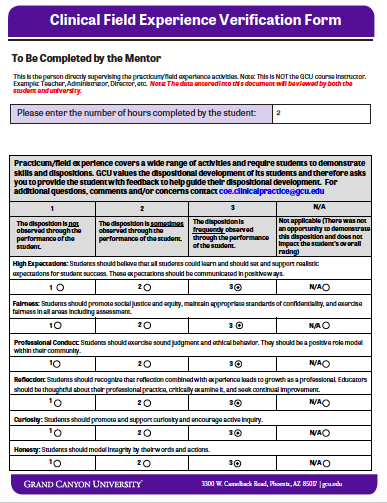 Clinical Field Experience Verification Form
To Be Completed by the Mentor
This is the person directly supervising the practicum/field experience activities. Note: This is NOT the GCU course instructor.
Example: Teacher, Administrator, Director, etc. Note: The data entered into this document will be reviewed by both the
student and university.
Please enter the number of hours completed by the student: 2
Practicum/field experience covers a wide range of activities and require students to demonstrate
skills and dispositions. GCU values the dispositional development of its students and therefore asks
you to provide the student with feedback to help guide their dispositional development. For
additional questions, comments and/or concerns contact coe.clinicalpractice@gcu.edu
1 2 3 N/A
The disposition is not
observed through the
performance of the
student.
The disposition is sometimes
observed through the
performance of the student.
The disposition is
frequently observed
through the performance
of the student.
Not applicable (There was not
an opportunity to demonstrate
this disposition and does not
impact the student's overall
rating)
High Expectations: Students should believe that all students could learn and should set and support realistic
expectations for student success. These expectations should be communicated in positive ways.
1 2 3 N/A
Fairness: Students should promote social justice and equity, maintain appropriate standards of confidentiality, and exercise
fairness in all areas including assessment.
1 2 3 N/A
Professional Conduct: Students should exercise sound judgment and ethical behavior. They should be a positive role model
within their community.
1 2 3 N/A
Reflection: Students should recognize that reflection combined with experience leads to growth as a professional. Educators
should be thoughtful about their professional practice, critically examine it, and seek continual improvement.
1 2 3 N/A
Curiosity: Students should promote and support curiosity and encourage active inquiry.
1 2 3 N/A
Honesty: Students should model integrity by their words and actions.
1 2 3 N/A
GRAND CANYON UNIVERSITY 3300 W. Camelback Road, Phoenix, AZ 85017 | gcu.edu